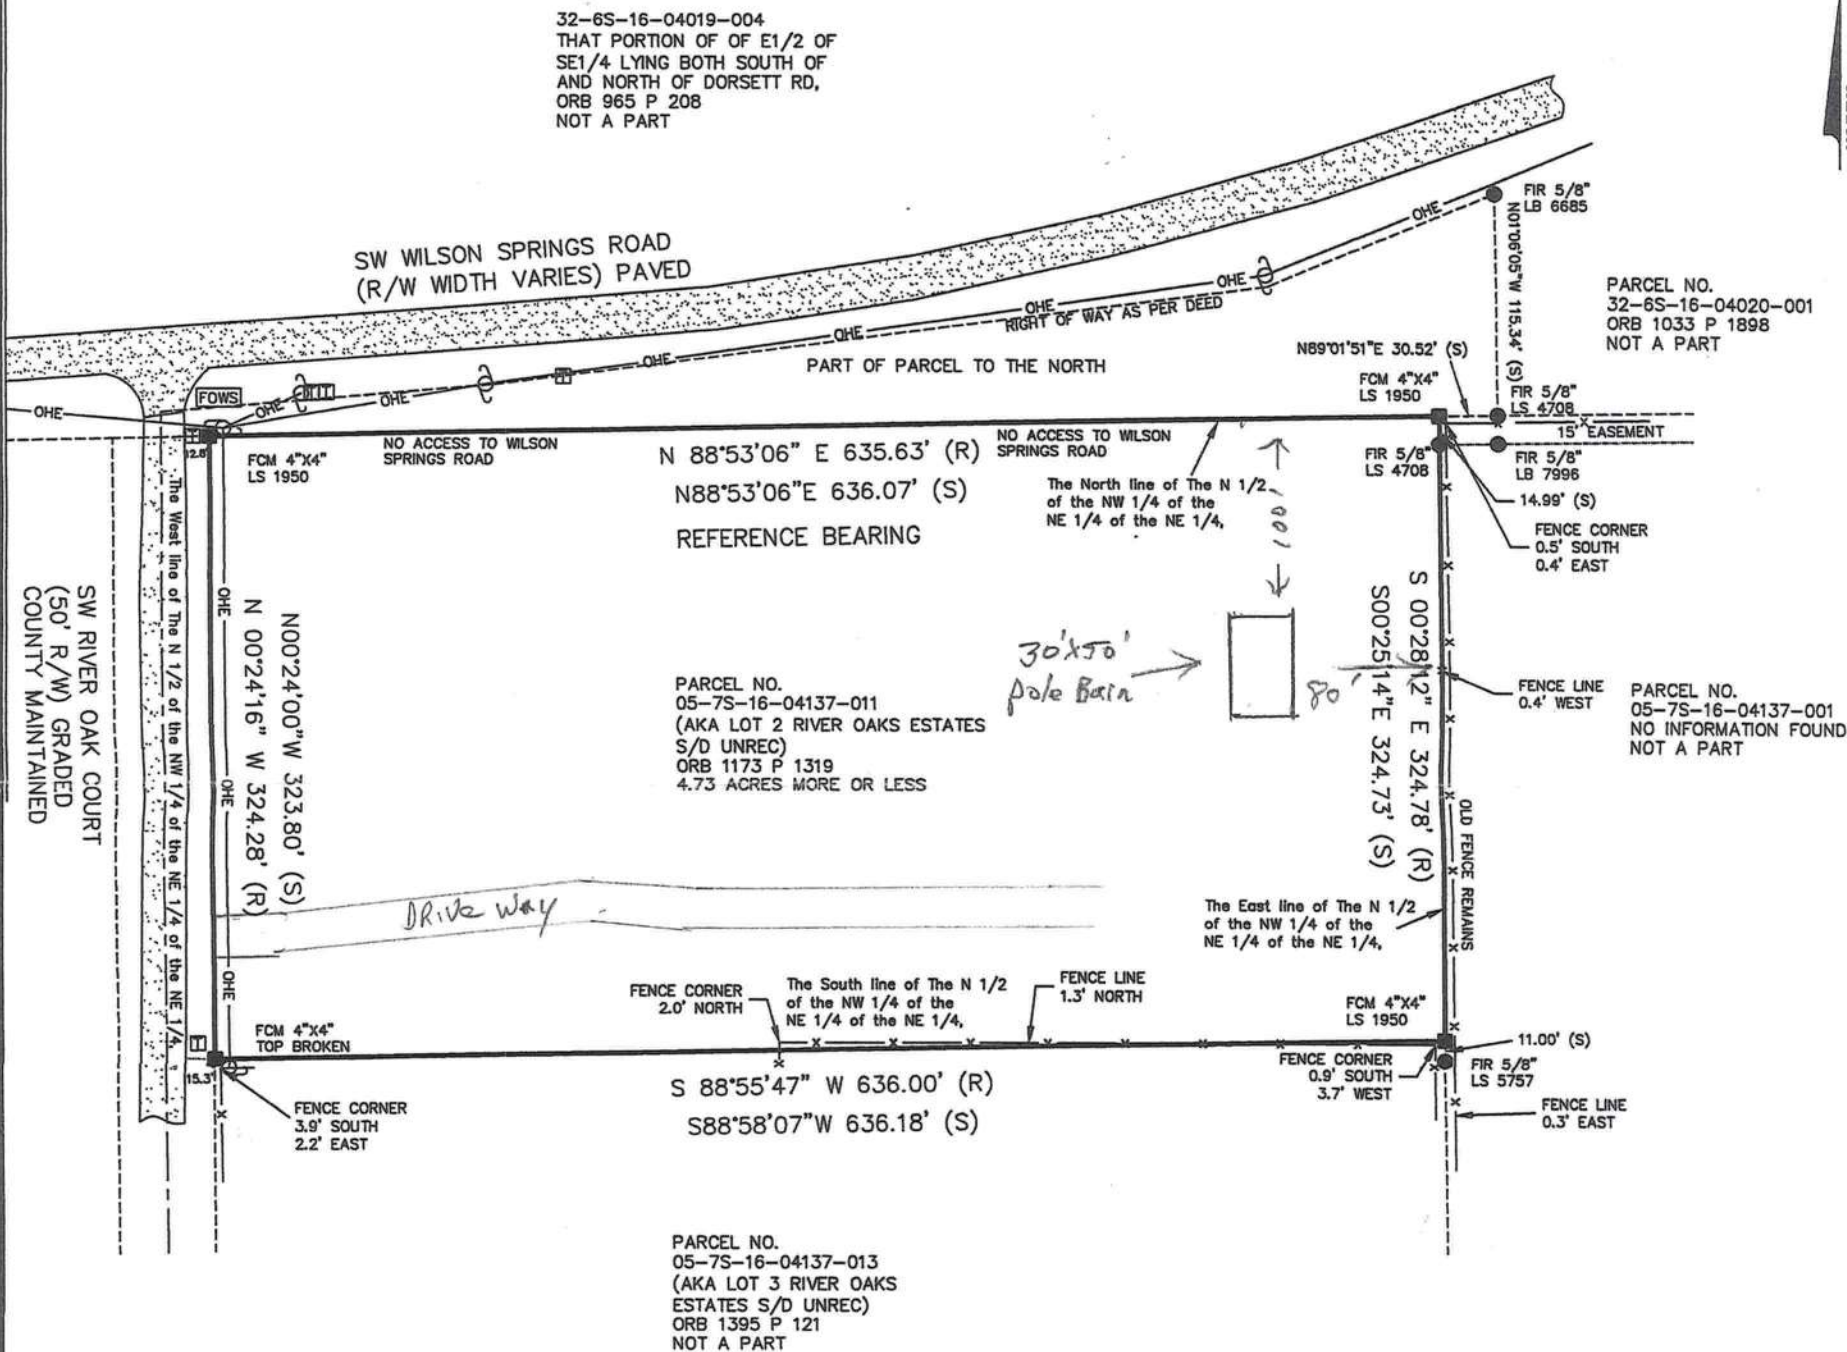 32-6S-16-04019-004
THAT PORTION OF OF E1/2 OF
SE1/4 LYING BOTH SOUTH OF
AND NORTH OF DORSETT RD,
ORB 965 P 208
NOT A PART
SW WILSON SPRINGS ROAD
(R/W WIDTH VARIES) PAVED
OHE
OHE
OHE
OHE
OHE
OHE
OHE
OHE
RIGHT OF WAY AS PER DEED
PART OF PARCEL TO THE NORTH
FIR 5/8"
LB 6685
N01°06'05"W 115.34' (S)
PARCEL NO.
32-6S-16-04020-001
ORB 1033 P 1898
NOT A PART
N89°01'51"E 30.52' (S)
FCM 4"X4"
LS 1950
FIR 5/8"
LS 4708
15' EASEMENT
FIR 5/8"
LS 4708
FIR 5/8"
LB 7996
14.99' (S)
FENCE CORNER
0.5' SOUTH
0.4' EAST
FOWS
T
T
T
T
12.8'
FCM 4"X4"
LS 1950
NO ACCESS TO WILSON
SPRINGS ROAD
N 88°53'06" E 635.63' (R)
N88°53'06"E 636.07' (S)
REFERENCE BEARING
NO ACCESS TO WILSON
SPRINGS ROAD
The North line of The N 1/2
of the NW 1/4 of the
NE 1/4 of the NE 1/4,
100'
30'x50'
pole Barn
80'
SW RIVER OAK COURT
(50' R/W) GRADED
COUNTY MAINTAINED
The West line of The N 1/2 of the NW 1/4 of the NE 1/4 of the NE 1/4,
OHE
OHE
OHE
N00°24'00"W 323.80' (S)
N 00°24'16" W 324.28' (R)
PARCEL NO.
05-7S-16-04137-011
(AKA LOT 2 RIVER OAKS ESTATES
S/D UNREC)
ORB 1173 P 1319
4.73 ACRES MORE OR LESS
S 00°28'12" E 324.78' (R)
S00°25'14"E 324.73' (S)
FENCE LINE
0.4' WEST
PARCEL NO.
05-7S-16-04137-001
NO INFORMATION FOUND
NOT A PART
OLD FENCE REMAINS
DRive Way
The East line of The N 1/2
of the NW 1/4 of the
NE 1/4 of the NE 1/4,
FENCE CORNER
2.0' NORTH
The South line of The N 1/2
of the NW 1/4 of the
NE 1/4 of the NE 1/4,
FENCE LINE
1.3' NORTH
FCM 4"X4"
LS 1950
T
FCM 4"X4"
TOP BROKEN
15.3'
FENCE CORNER
3.9' SOUTH
2.2' EAST
S 88°55'47" W 636.00' (R)
S88°58'07"W 636.18' (S)
FENCE CORNER
0.9' SOUTH
3.7' WEST
11.00' (S)
FIR 5/8"
LS 5757
FENCE LINE
0.3' EAST
PARCEL NO.
05-7S-16-04137-013
(AKA LOT 3 RIVER OAKS
ESTATES S/D UNREC)
ORB 1395 P 121
NOT A PART